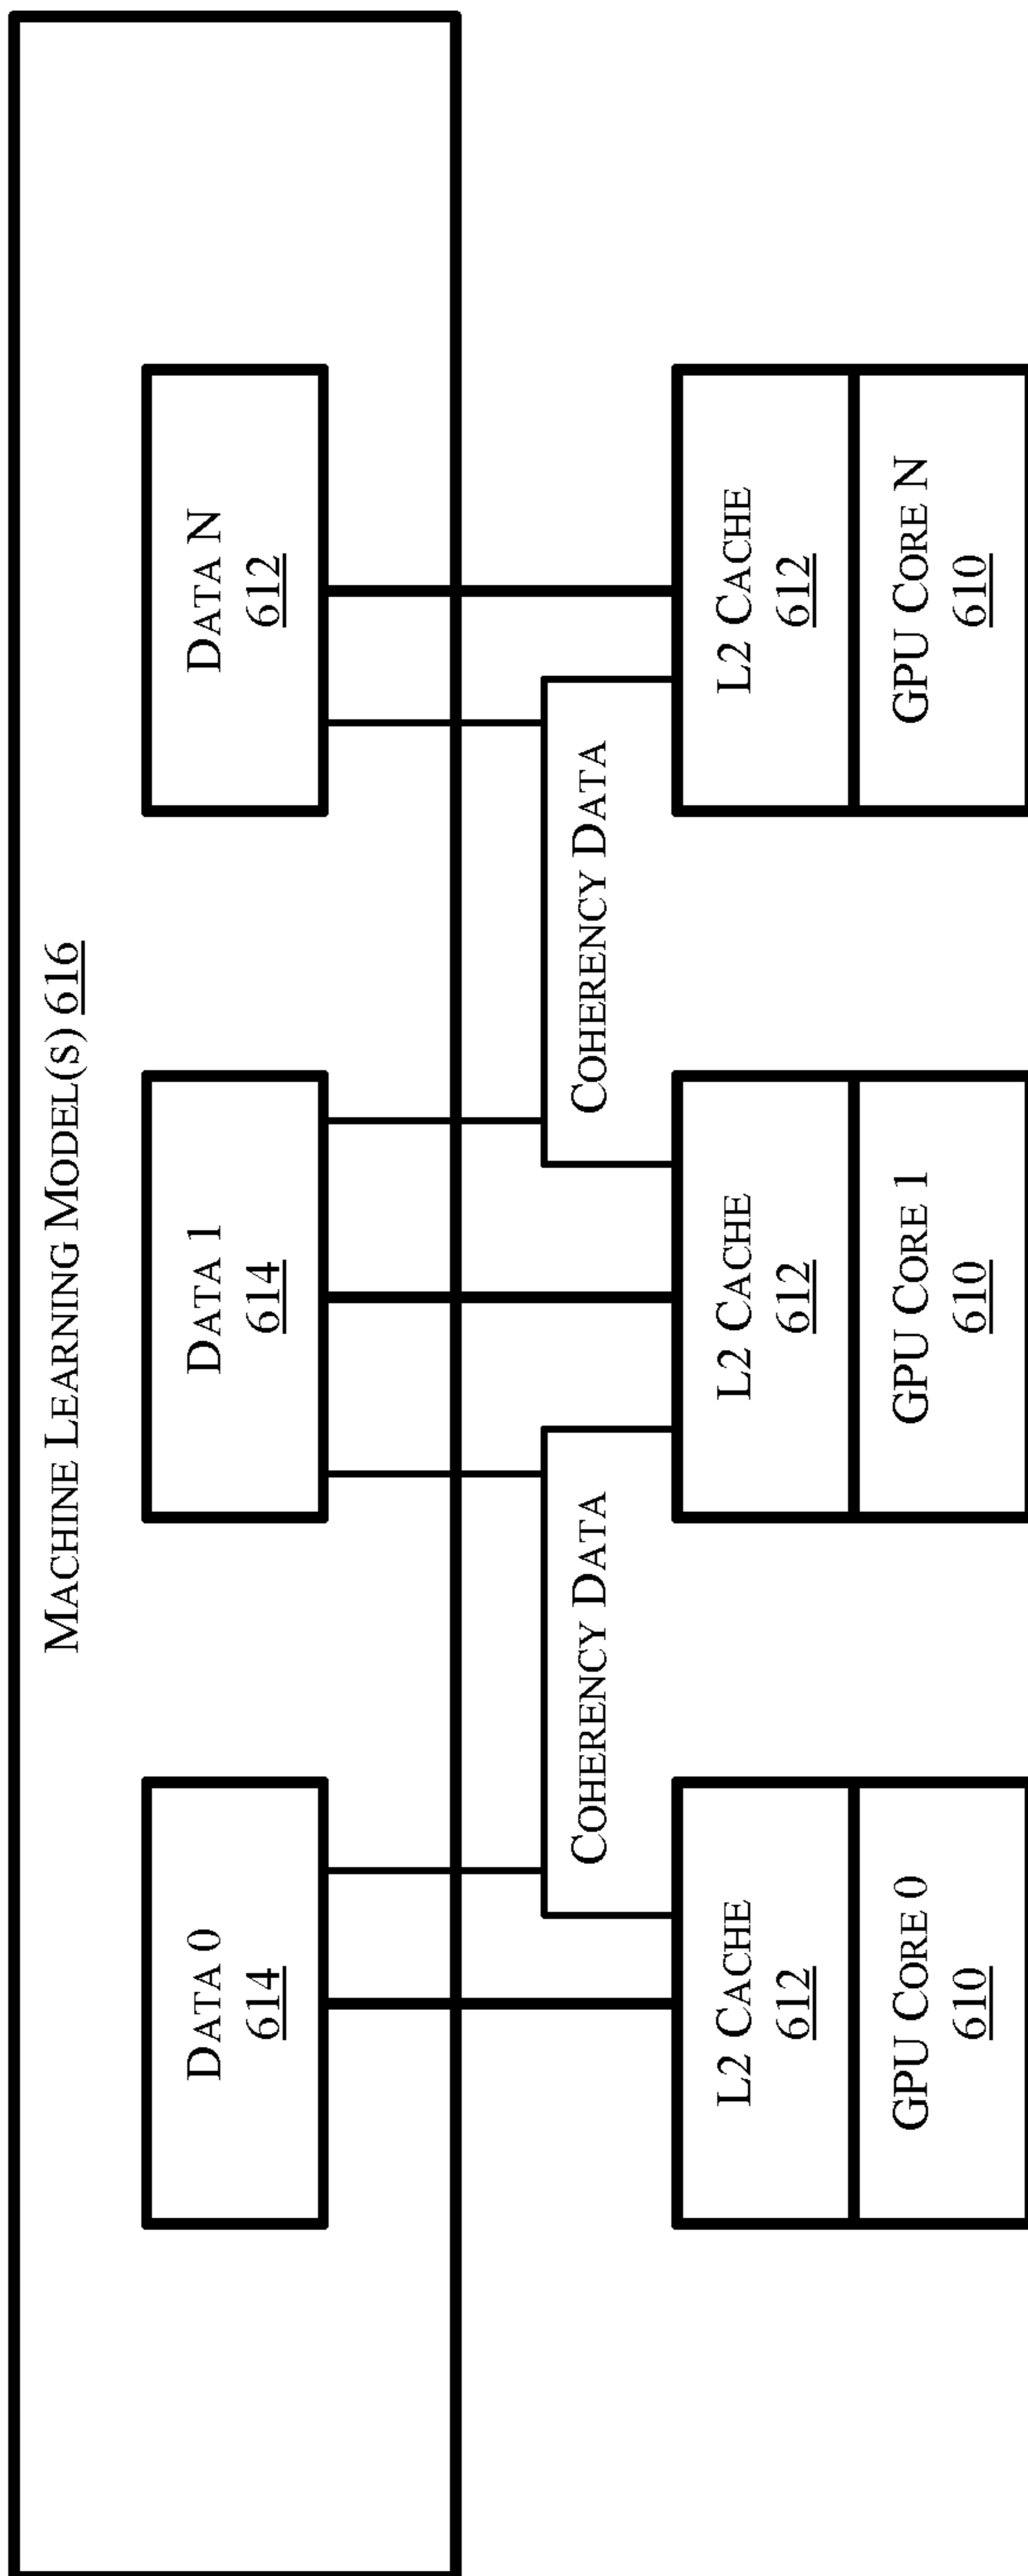 MACHINE LEARNING MODEL(S) 616
DATA 0
614
DATA 1
614
DATA N
612
COHERENCY DATA
COHERENCY DATA
L2 CACHE
612
L2 CACHE
612
L2 CACHE
612
GPU CORE 0
610
GPU CORE 1
610
GPU CORE N
610